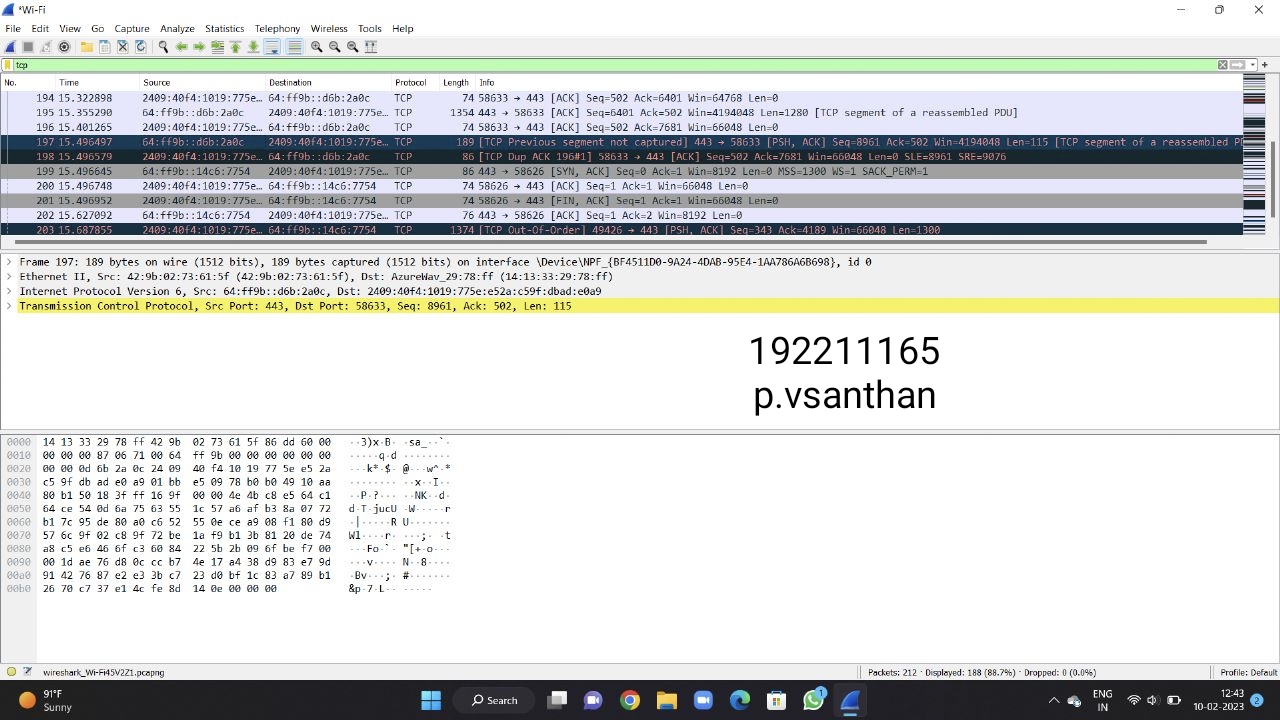 *Wi-Fi
File Edit View Go Capture Analyze Statistics Telephony Wireless Tools Help
tcp
No. Time Source Destination Protocol Length Info
194 15.322898 2409:40f4:1019:775e… 64:ff9b::d6b:2a0c TCP 74 58633 → 443 [ACK] Seq=502 Ack=6401 Win=64768 Len=0
195 15.355290 64:ff9b::d6b:2a0c 2409:40f4:1019:775e… TCP 1354 443 → 58633 [ACK] Seq=6401 Ack=502 Win=4194048 Len=1280 [TCP segment of a reassembled PDU]
196 15.401265 2409:40f4:1019:775e… 64:ff9b::d6b:2a0c TCP 74 58633 → 443 [ACK] Seq=502 Ack=7681 Win=66048 Len=0
197 15.496497 64:ff9b::d6b:2a0c 2409:40f4:1019:775e… TCP 189 [TCP Previous segment not captured] 443 → 58633 [PSH, ACK] Seq=8961 Ack=502 Win=4194048 Len=115 [TCP segment of a reassembled PD
198 15.496579 2409:40f4:1019:775e… 64:ff9b::d6b:2a0c TCP 86 [TCP Dup ACK 196#1] 58633 → 443 [ACK] Seq=502 Ack=7681 Win=66048 Len=0 SLE=8961 SRE=9076
199 15.496645 64:ff9b::14c6:7754 2409:40f4:1019:775e… TCP 86 443 → 58626 [SYN, ACK] Seq=0 Ack=1 Win=8192 Len=0 MSS=1300 WS=1 SACK_PERM=1
200 15.496748 2409:40f4:1019:775e… 64:ff9b::14c6:7754 TCP 74 58626 → 443 [ACK] Seq=1 Ack=1 Win=66048 Len=0
201 15.496952 2409:40f4:1019:775e… 64:ff9b::14c6:7754 TCP 74 58626 → 443 [FIN, ACK] Seq=1 Ack=1 Win=66048 Len=0
202 15.627092 64:ff9b::14c6:7754 2409:40f4:1019:775e… TCP 76 443 → 58626 [ACK] Seq=1 Ack=2 Win=8192 Len=0
203 15.687855 2409:40f4:1019:775e… 64:ff9b::14c6:7754 TCP 1374 [TCP Out-Of-Order] 49426 → 443 [PSH, ACK] Seq=343 Ack=4189 Win=66048 Len=1300
Frame 197: 189 bytes on wire (1512 bits), 189 bytes captured (1512 bits) on interface \Device\NPF_{BF4511D0-9A24-4DAB-95E4-1AA786A6B698}, id 0
Ethernet II, Src: 42:9b:02:73:61:5f (42:9b:02:73:61:5f), Dst: AzureWav_29:78:ff (14:13:33:29:78:ff)
Internet Protocol Version 6, Src: 64:ff9b::d6b:2a0c, Dst: 2409:40f4:1019:775e:e52a:c59f:dbad:e0a9
Transmission Control Protocol, Src Port: 443, Dst Port: 58633, Seq: 8961, Ack: 502, Len: 115
192211165
p.vsanthan
0000 14 13 33 29 78 ff 42 9b 02 73 61 5f 86 dd 60 00 ··3)x·B· ·sa_··`·
0010 00 00 00 87 06 71 00 64 ff 9b 00 00 00 00 00 00 ·····q·d ········
0020 00 00 0d 6b 2a 0c 24 09 40 f4 10 19 77 5e e5 2a ···k*·$· @···w^·*
0030 c5 9f db ad e0 a9 01 bb e5 09 78 b0 b0 49 10 aa ········ ··x··I··
0040 80 b1 50 18 3f ff 16 9f 00 00 4e 4b c8 e5 64 c1 ··P·?··· ··NK··d·
0050 64 ce 54 0d 6a 75 63 55 1c 57 a6 af b3 8a 07 72 d·T·jucU ·W·····r
0060 b1 7c 95 de 80 a0 c6 52 55 0e ce a9 08 f1 80 d9 ·|·····R U·······
0070 57 6c 9f 02 c8 9f 72 be 1a f9 b1 3b 81 20 de 74 Wl····r· ···;· ·t
0080 a8 c5 e6 46 6f c3 60 84 22 5b 2b 09 6f be f7 00 ···Fo·`· "[+·o···
0090 00 1d ae 76 d8 0c cc b7 4e 17 a4 38 d9 83 e7 9d ···v···· N··8····
00a0 91 42 76 87 e2 e3 3b c7 23 d0 bf 1c 83 a7 89 b1 ·Bv···;· #·······
00b0 26 70 c7 37 e1 4c fe 8d 14 0e 00 00 00 &p·7·L·· ·····
wireshark_Wi-Fi45V2Z1.pcapng Packets: 212 · Displayed: 188 (88.7%) · Dropped: 0 (0.0%) Profile: Default
91°F
Sunny
Search
1
ENG
IN
12:43
10-02-2023
2